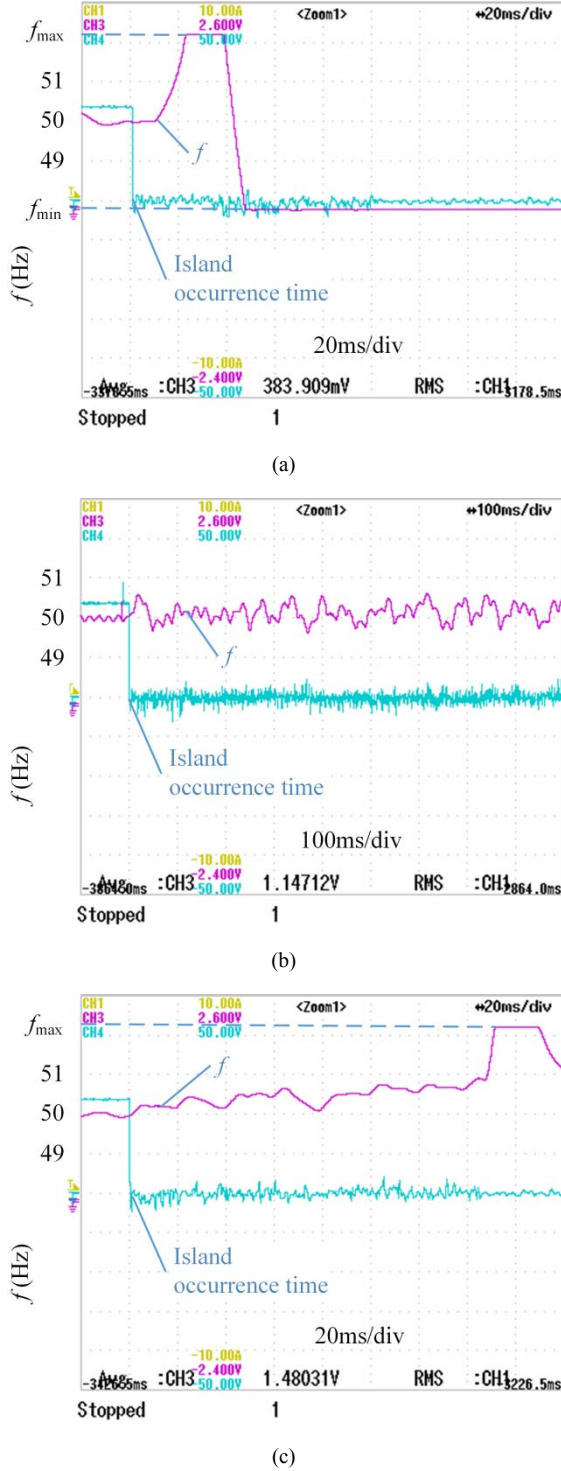 CH1 10.00A <Zoom1> ⇹20ms/div
CH3 2.600V
CH4 50.00V
fmax
51
50
49
f
T
fmin
Island
occurrence time
f (Hz)
20ms/div
-10.00A
-2.400V
:CH3 -50.00V 383.909mV RMS :CH1
3178.5ms
Stopped 1
(a)
CH1 10.00A <Zoom1> ⇹100ms/div
CH3 2.600V
CH4 50.00V
51
50
49
f
T
Island
occurrence time
f (Hz)
100ms/div
-10.00A
-2.400V
:CH3 -50.00V 1.14712V RMS :CH1
2864.0ms
Stopped 1
(b)
CH1 10.00A <Zoom1> ⇹20ms/div
CH3 2.600V
CH4 50.00V
fmax
51
50
49
f
T
Island
occurrence time
f (Hz)
20ms/div
-10.00A
-2.400V
:CH3 -50.00V 1.48031V RMS :CH1
3226.5ms
Stopped 1
(c)